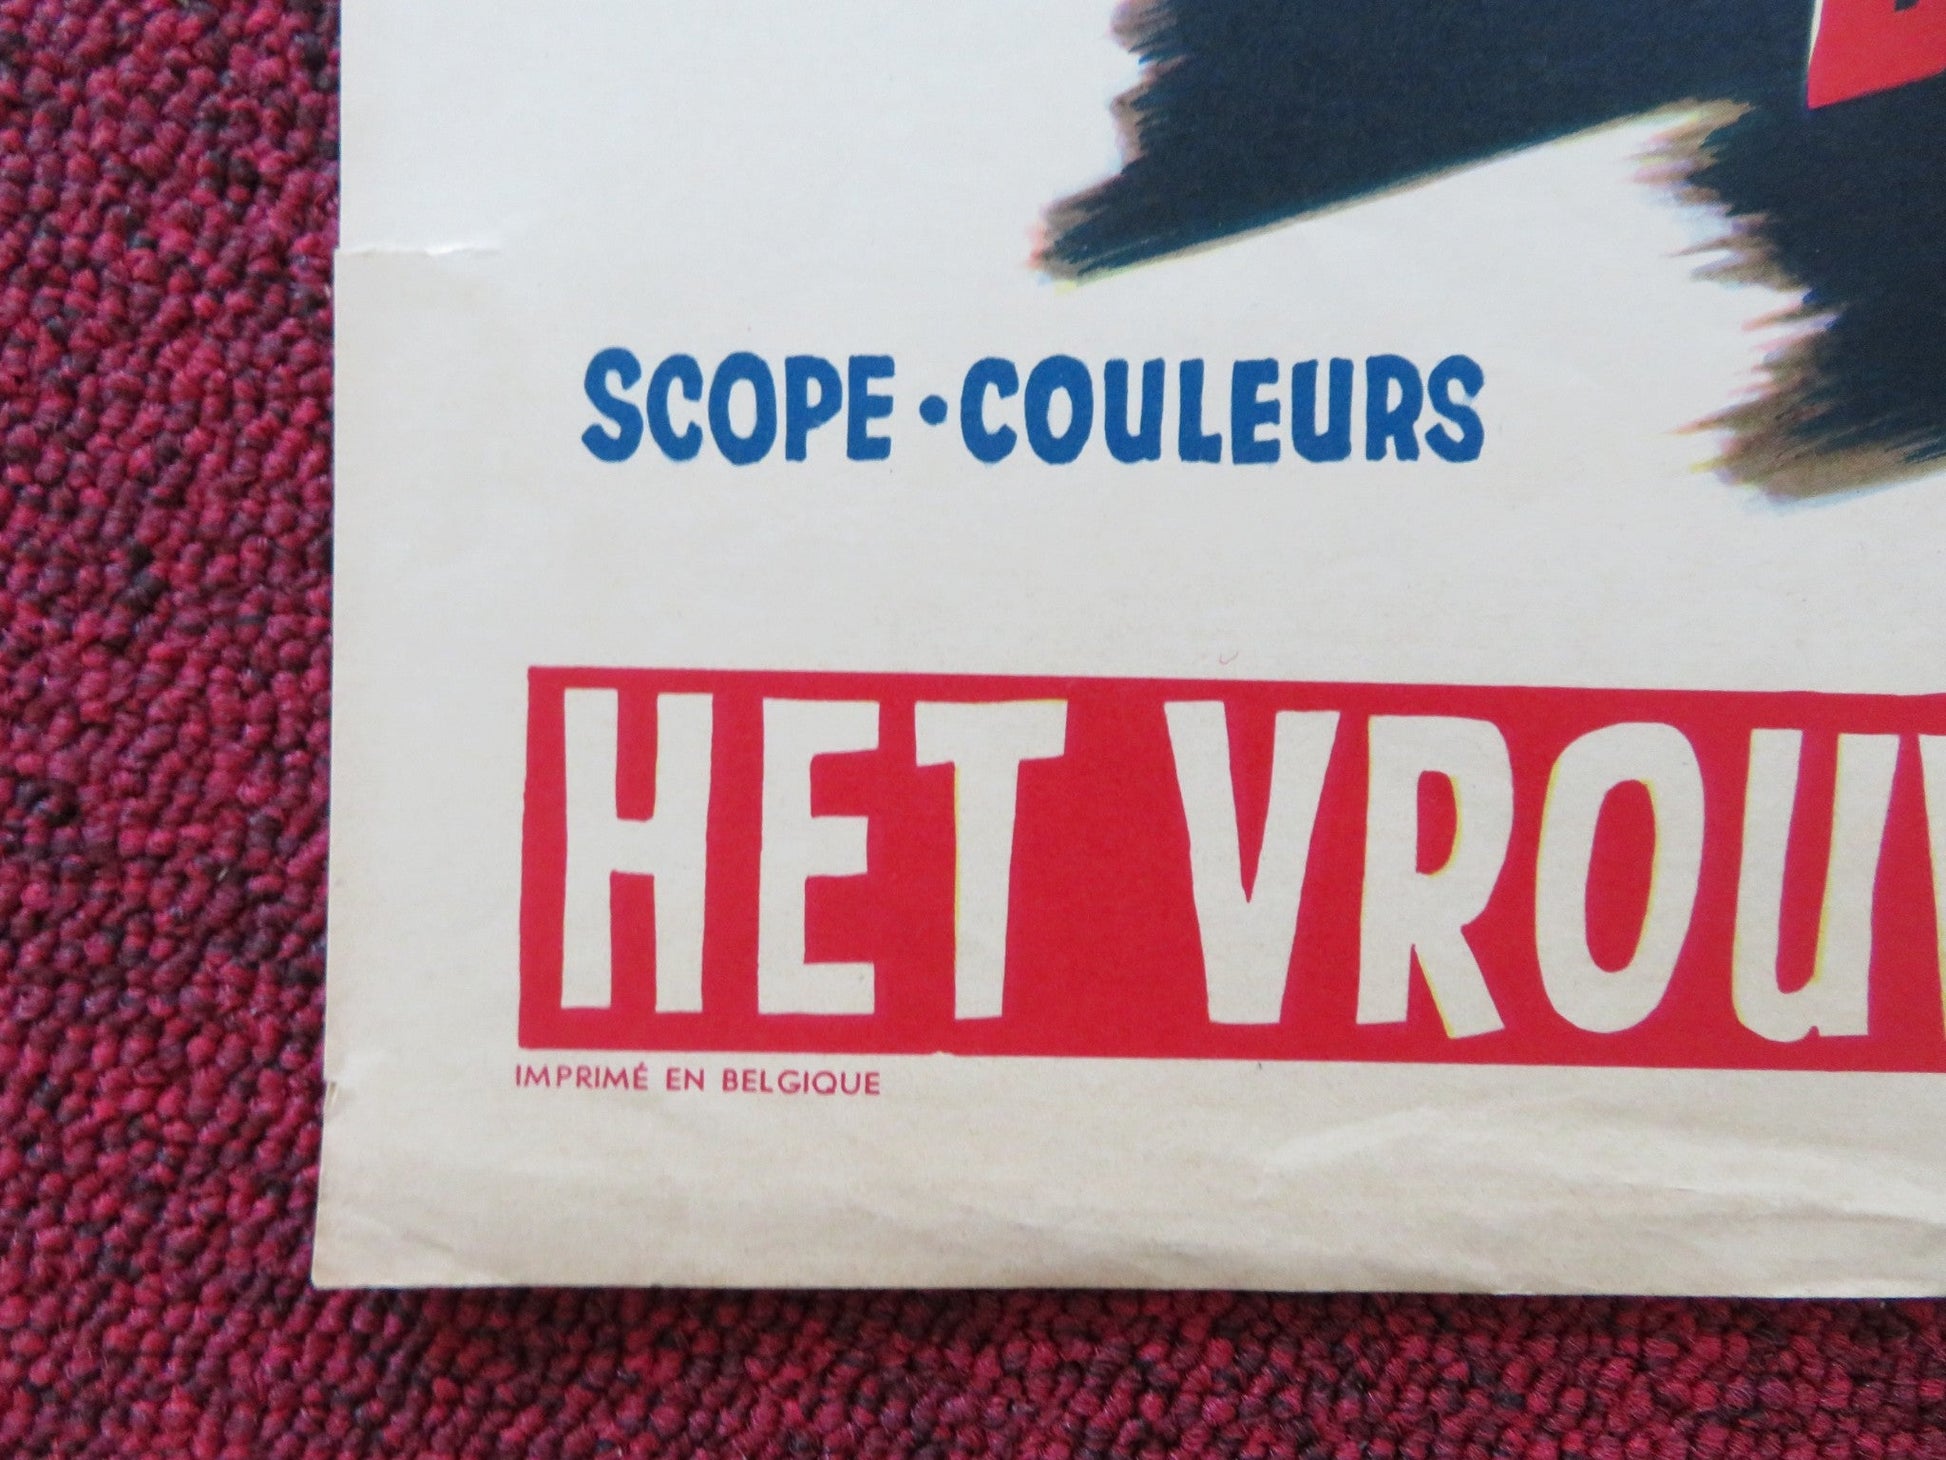 SCOPE • COULEURS
HET VROU
IMPRIMÉ EN BELGIQUE